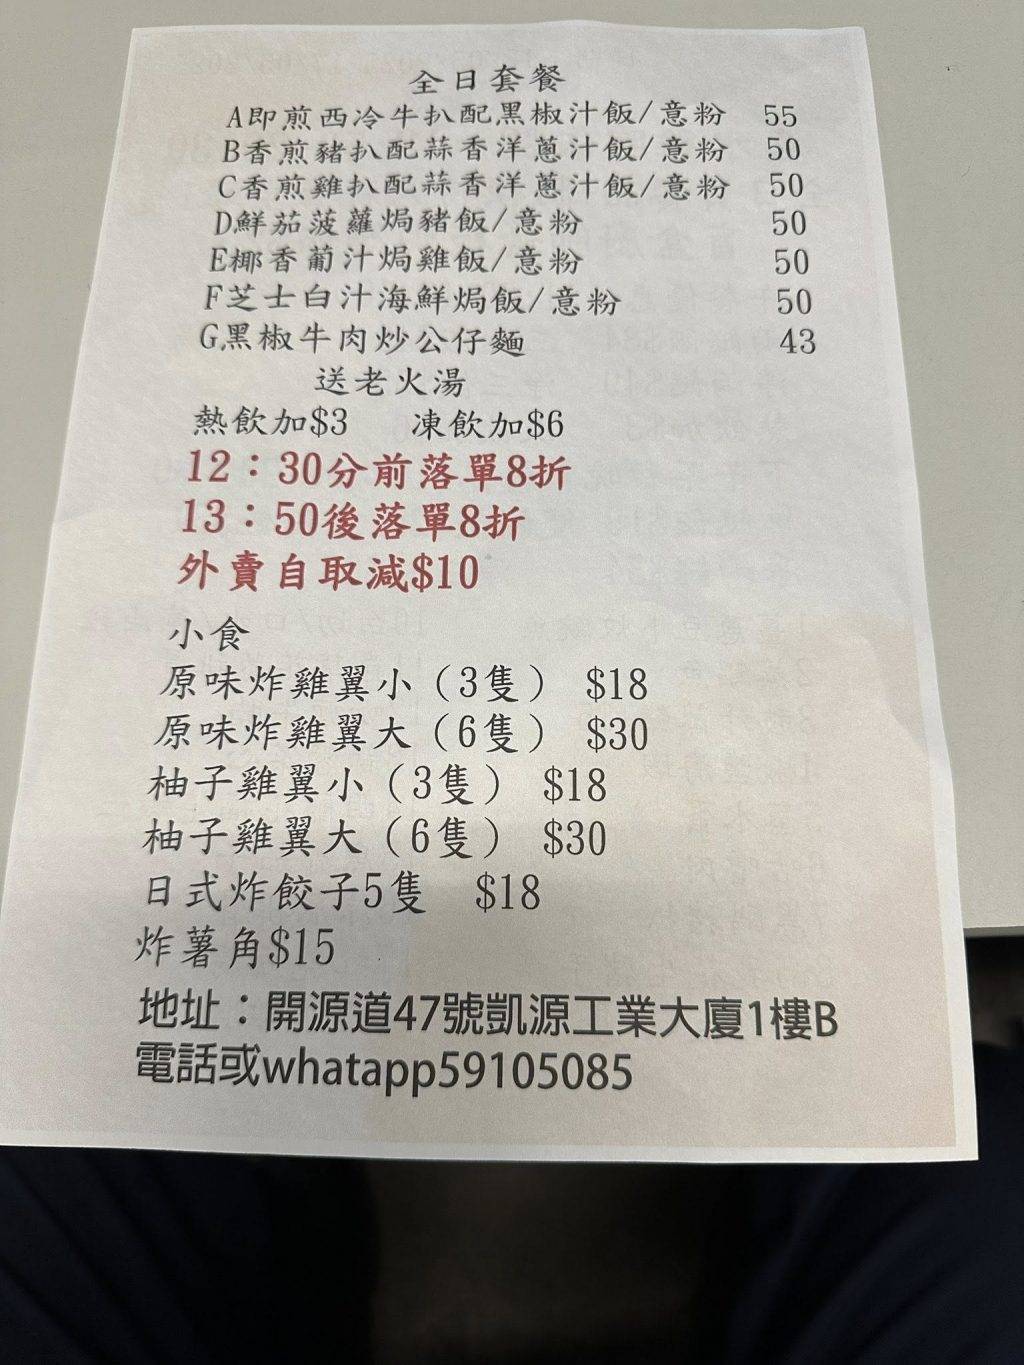 全日套餐
A即煎西冷牛扒配黑椒汁飯/意粉 55
B香煎豬扒配蒜香洋蔥汁飯/意粉 50
C香煎雞扒配蒜香洋蔥汁飯/意粉 50
D鮮茄菠蘿焗豬飯/意粉 50
E椰香葡汁焗雞飯/意粉 50
F芝士白汁海鮮焗飯/意粉 50
G黑椒牛肉炒公仔麵 43
送老火湯
熱飲加$3 凍飲加$6
12：30分前落單8折
13：50後落單8折
外賣自取減$10
小食
原味炸雞翼小（3隻） $18
原味炸雞翼大（6隻） $30
柚子雞翼小（3隻） $18
柚子雞翼大（6隻） $30
日式炸餃子5隻 $18
炸薯角$15
地址：開源道47號凱源工業大廈1樓B
電話或whatapp59105085